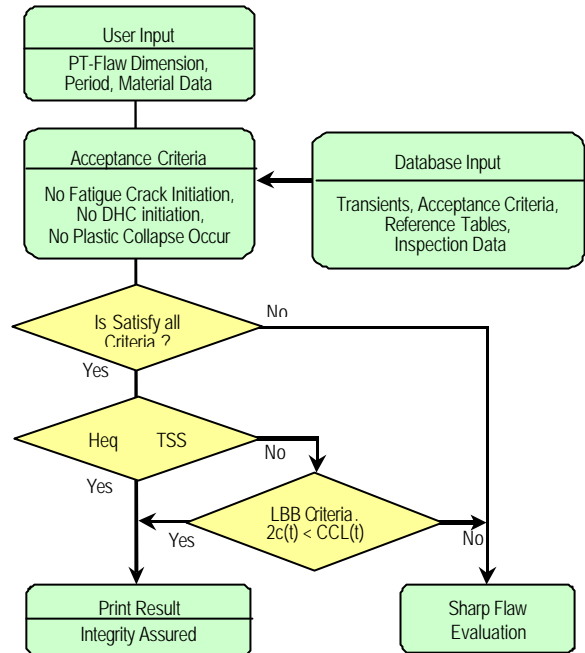 User Input
PT-Flaw Dimension,
Period, Material Data
Acceptance Criteria
No Fatigue Crack Initiation,
No DHC initiation,
No Plastic Collapse Occur
Database Input
Transients, Acceptance Criteria,
Reference Tables,
Inspection Data
Is Satisfy all
Criteria ?
No
Yes
Heq TSS
No
Yes
LBB Criteria.
2c(t) < CCL(t)
Yes
No
Print Result
Integrity Assured
Sharp Flaw
Evaluation